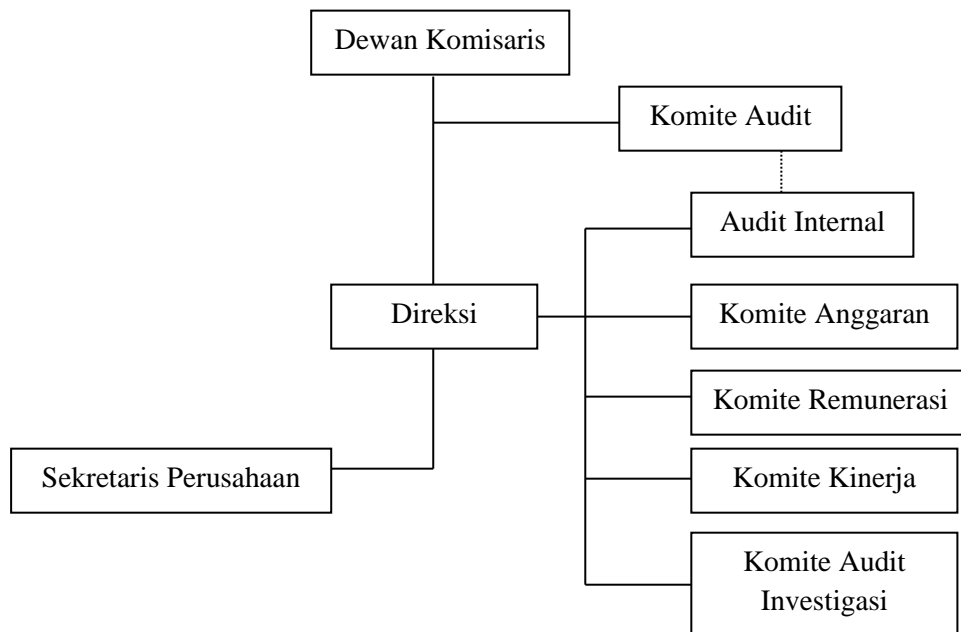 Dewan Komisaris
Komite Audit
Audit Internal
Direksi
Komite Anggaran
Komite Remunerasi
Sekretaris Perusahaan
Komite Kinerja
Komite Audit
Investigasi